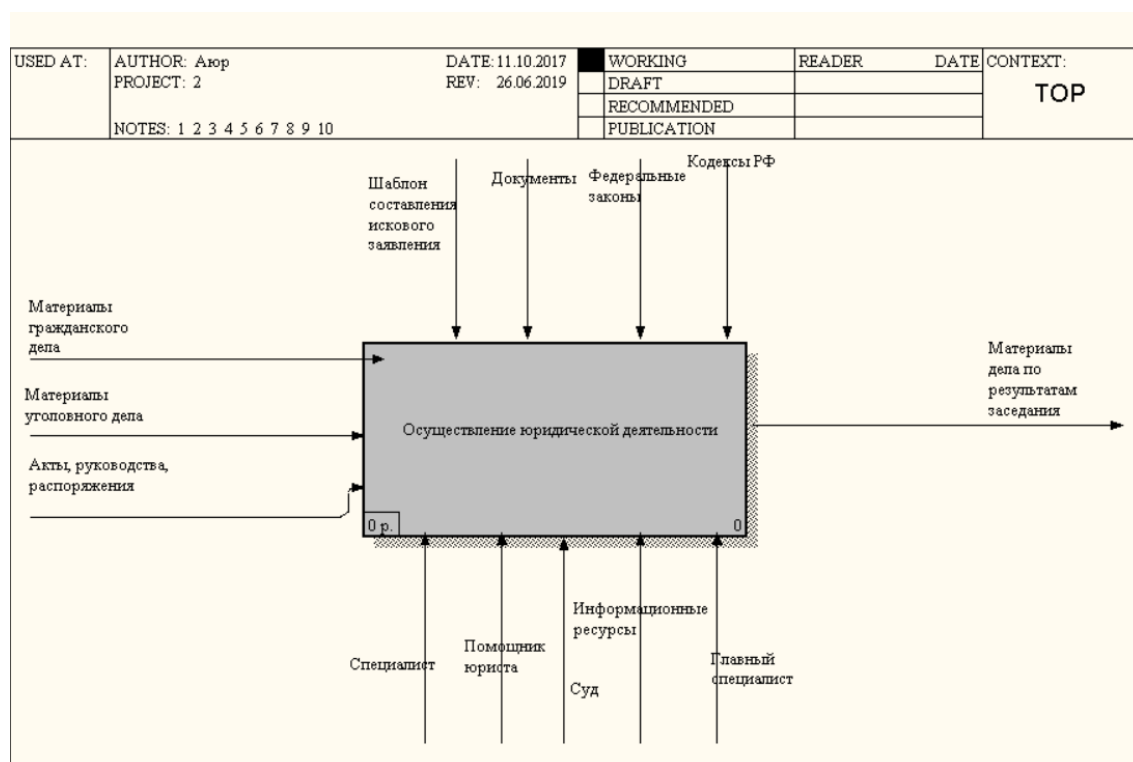 USED AT:
AUTHOR: Аюр
DATE: 11.10.2017
WORKING
READER
DATE
CONTEXT:
PROJECT: 2
REV: 26.06.2019
DRAFT
TOP
RECOMMENDED
NOTES: 1 2 3 4 5 6 7 8 9 10
PUBLICATION
Шаблон
составления
искового
заявления
Документы
Федеральные
законы
Кодексы РФ
Материалы
гражданского
дела
Материалы
уголовного дела
Акты, руководства,
распоряжения
Осуществление юридической деятельности
0 р.
0
Материалы
дела по
результатам
заседания
Специалист
Помощник
юриста
Суд
Информационные
ресурсы
Главный
специалист